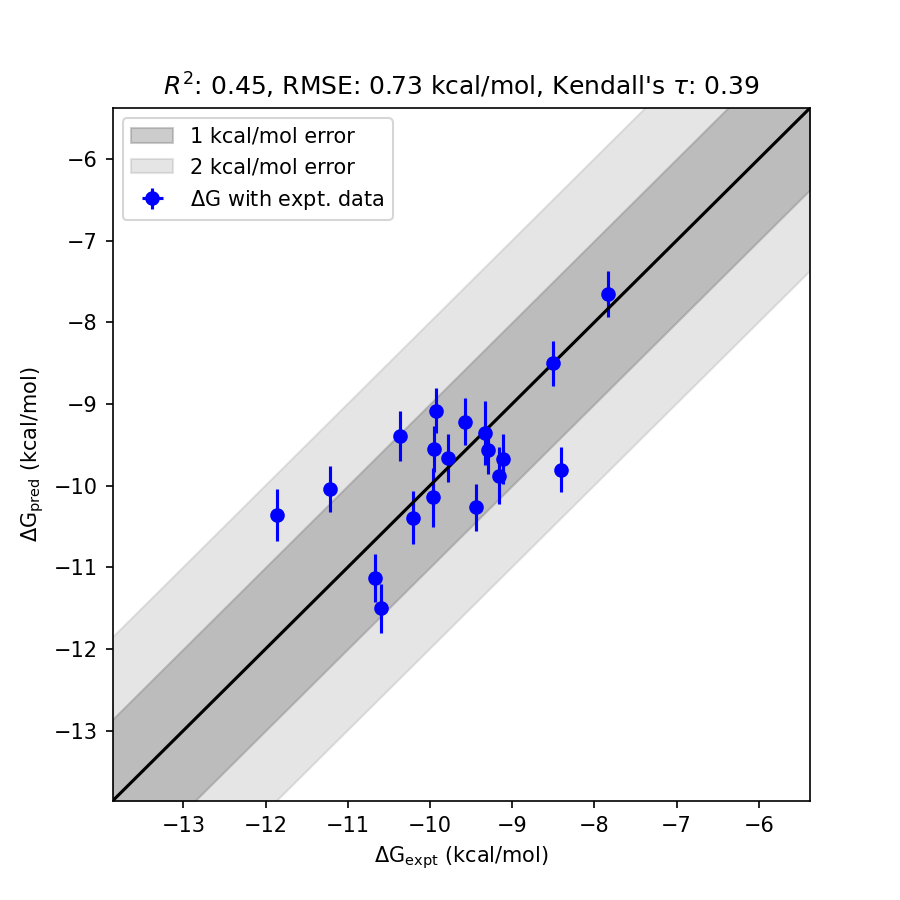 R²: 0.45, RMSE: 0.73 kcal/mol, Kendall's τ: 0.39
1 kcal/mol error
2 kcal/mol error
ΔG with expt. data
−6
−7
−8
−9
−10
−11
−12
−13
ΔGpred (kcal/mol)
−13 −12 −11 −10 −9 −8 −7 −6
ΔGexpt (kcal/mol)